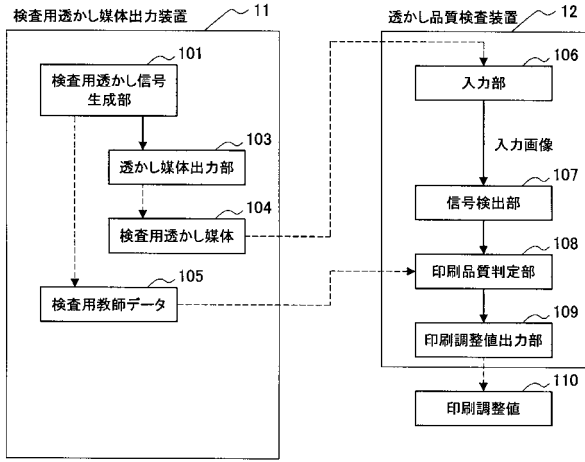 検査用透かし媒体出力装置
11
101
検査用透かし信号
生成部
103
透かし媒体出力部
104
検査用透かし媒体
105
検査用教師データ
透かし品質検査装置
12
106
入力部
入力画像
107
信号検出部
108
印刷品質判定部
109
印刷調整値出力部
110
印刷調整値